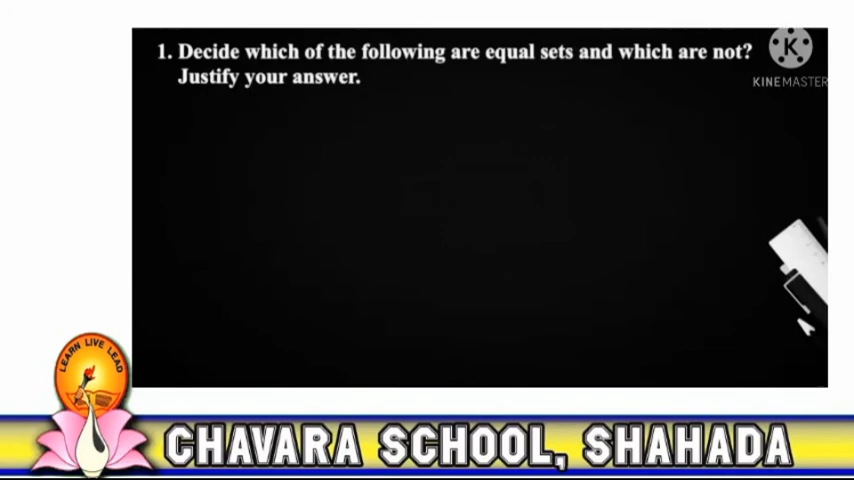 1. Decide which of the following are equal sets and which are not?
Justify your answer.
KINEMASTER
LEARN LIVE LEAD
CHAVARA SCHOOL, SHAHADA